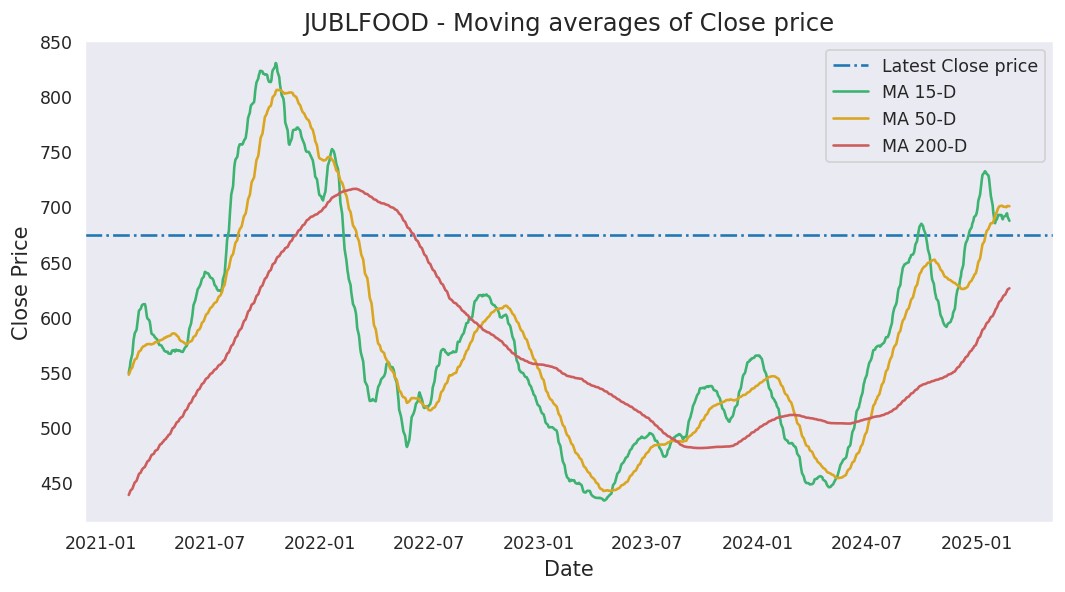 JUBLFOOD - Moving averages of Close price
850
800
750
700
650
600
550
500
450
Close Price
Latest Close price
MA 15-D
MA 50-D
MA 200-D
2021-01 2021-07 2022-01 2022-07 2023-01 2023-07 2024-01 2024-07 2025-01
Date